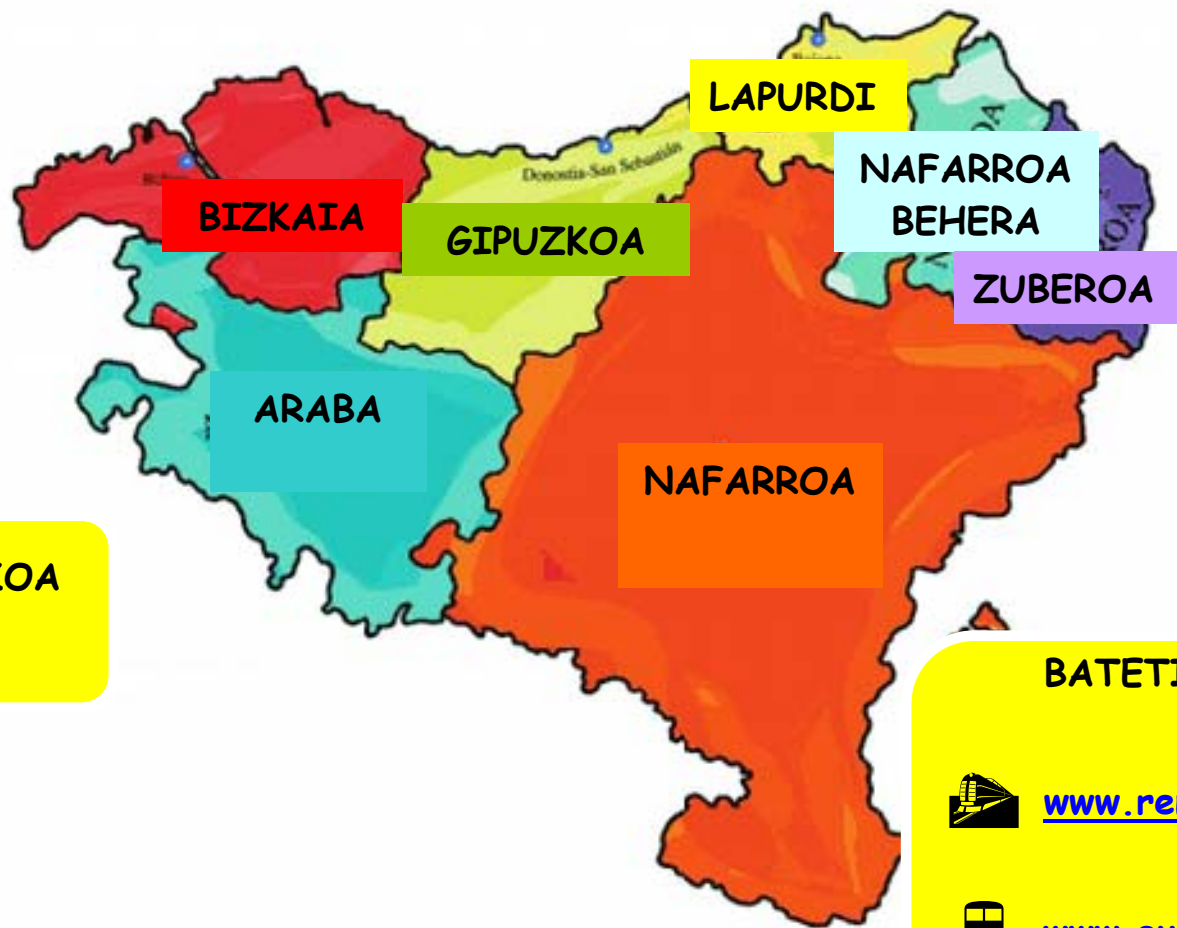 LAPURDI
NAFARROA
BEHERA
Donostia-San Sebastián
BIZKAIA
GIPUZKOA
ZUBEROA
ARABA
NAFARROA